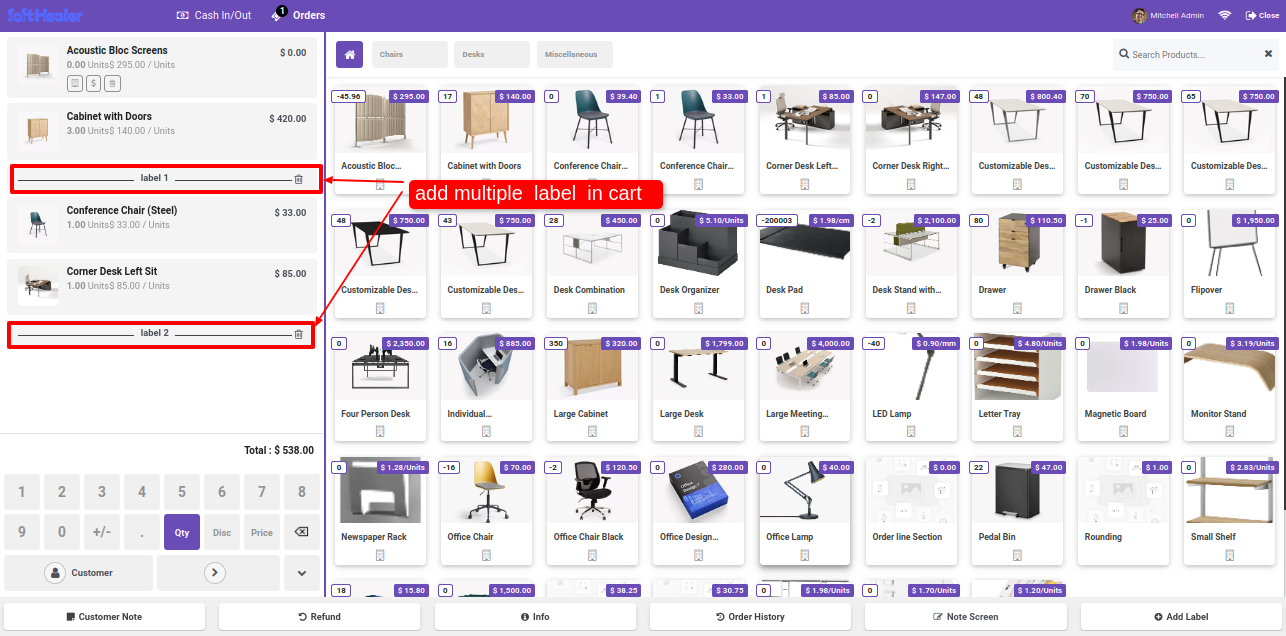 SoftHealer
Cash In/Out
1
Orders
Mitchell Admin
Close
Acoustic Bloc Screens
$ 0.00
0.00 Units$ 295.00 / Units
$
Cabinet with Doors
$ 420.00
3.00 Units$ 140.00 / Units
label 1
Conference Chair (Steel)
$ 33.00
1.00 Units$ 33.00 / Units
Corner Desk Left Sit
$ 85.00
1.00 Units$ 85.00 / Units
label 2
add multiple label in cart
Total : $ 538.00
1 2 3 4 5 6 7 8
9 0 +/- . Qty Disc Price
Customer
Chairs
Desks
Miscellaneous
Search Products...
-45.96 $ 295.00
Acoustic Bloc...
17 $ 140.00
Cabinet with Doors
0 $ 39.40
Conference Chair...
1 $ 33.00
Conference Chair...
1 $ 85.00
Corner Desk Left...
0 $ 147.00
Corner Desk Right...
48 $ 800.40
Customizable Des...
70 $ 750.00
Customizable Des...
65 $ 750.00
Customizable Des...
48 $ 750.00
Customizable Des...
43 $ 750.00
Customizable Des...
28 $ 450.00
Desk Combination
0 $ 5.10/Units
Desk Organizer
-200003 $ 1.98/cm
Desk Pad
-2 $ 2,100.00
Desk Stand with...
80 $ 110.50
Drawer
-1 $ 25.00
Drawer Black
0 $ 1,950.00
Flipover
0 $ 2,350.00
Four Person Desk
16 $ 885.00
Individual...
350 $ 320.00
Large Cabinet
0 $ 1,799.00
Large Desk
0 $ 4,000.00
Large Meeting...
-40 $ 0.90/mm
LED Lamp
0 $ 4.80/Units
Letter Tray
0 $ 1.98/Units
Magnetic Board
0 $ 3.19/Units
Monitor Stand
0 $ 1.28/Units
Newspaper Rack
-16 $ 70.00
Office Chair
-2 $ 120.50
Office Chair Black
0 $ 280.00
Office Design...
0 $ 40.00
Office Lamp
$ 0.00
Order line Section
22 $ 47.00
Pedal Bin
$ 1.00
Rounding
0 $ 2.83/Units
Small Shelf
18 $ 15.80
0 $ 1,500.00
$ 38.25
$ 30.75
0 $ 1.98/Units
0 $ 1.70/Units
$ 1.20/Units
Customer Note
Refund
Info
Order History
Note Screen
Add Label